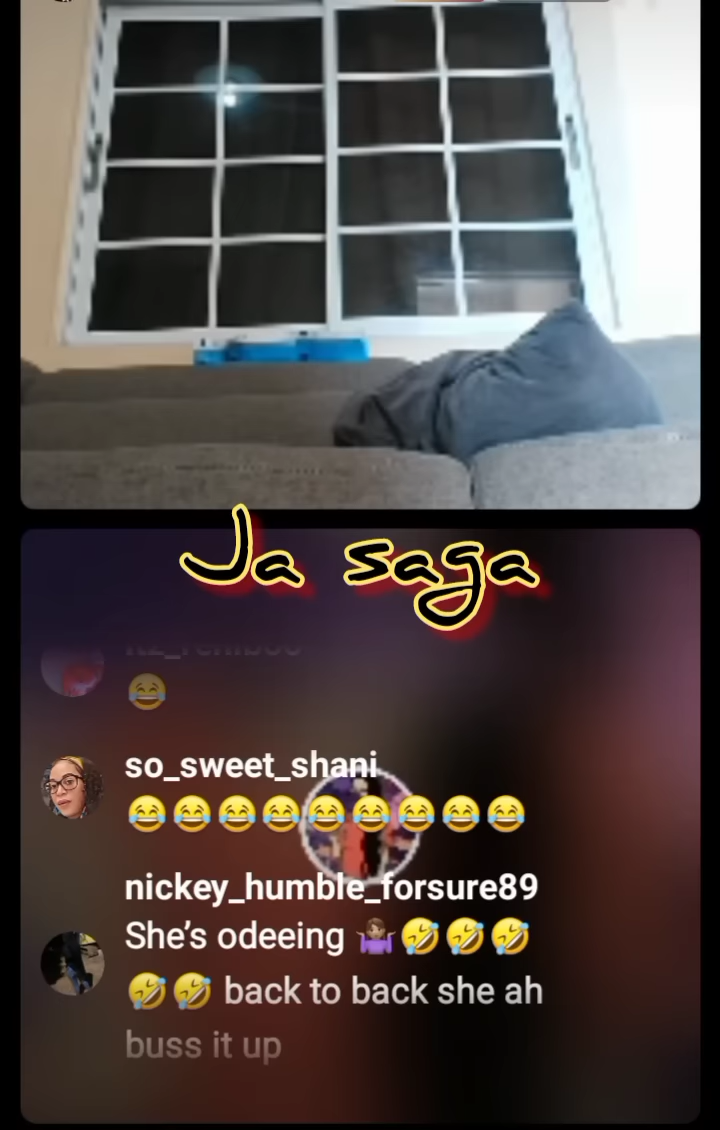 Ja saga
😂
so_sweet_shani
😂😂😂😂😂😂😂😂😂
nickey_humble_forsure89
She’s odeeing 🤷🏽‍♀️🤣🤣🤣
🤣🤣 back to back she ah
buss it up